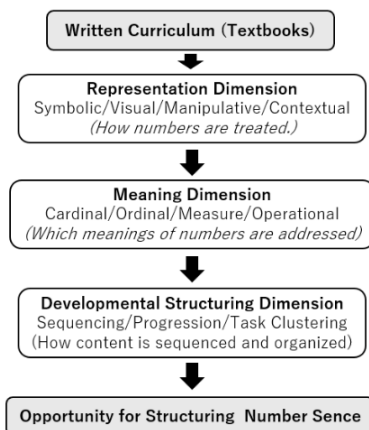 Written Curriculum (Textbooks)
Representation Dimension
Symbolic/Visual/Manipulative/Contextual
(How numbers are treated.)
Meaning Dimension
Cardinal/Ordinal/Measure/Operational
(Which meanings of numbers are addressed)
Developmental Structuring Dimension
Sequencing/Progression/Task Clustering
(How content is sequenced and organized)
Opportunity for Structuring Number Sence